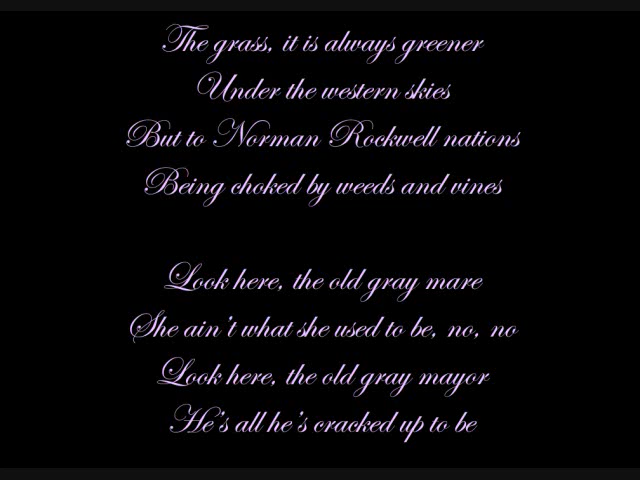 The grass, it is always greener
Under the western skies
But to Norman Rockwell nations
Being choked by weeds and vines
Look here, the old gray mare
She ain't what she used to be, no, no
Look here, the old gray mayor
He's all he's cracked up to be